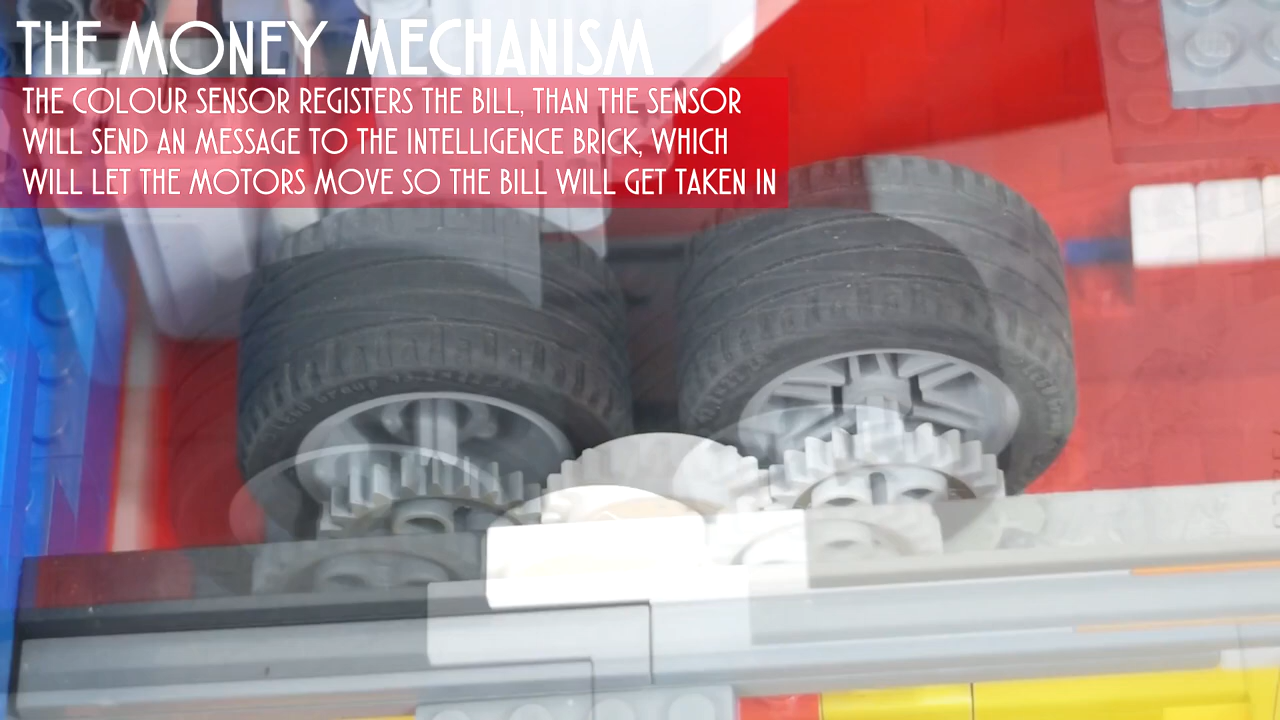 THE MONEY MECHANISM
THE COLOUR SENSOR REGISTERS THE BILL, THAN THE SENSOR
WILL SEND AN MESSAGE TO THE INTELLIGENCE BRICK, WHICH
WILL LET THE MOTORS MOVE SO THE BILL WILL GET TAKEN IN